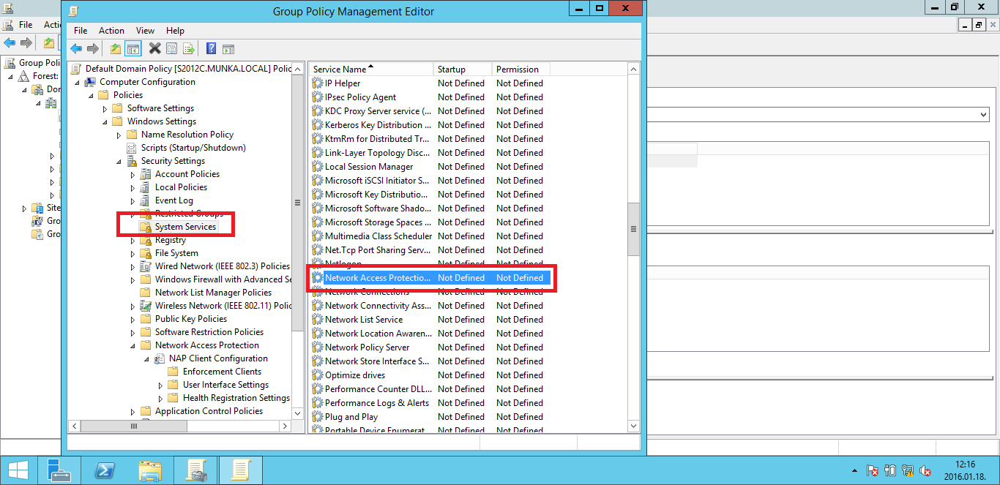 Group Policy Management Editor
File Action View Help
File Acti
Group Poli
Forest:
Dor
Site
Gro
Gro
Default Domain Policy [S2012C.MUNKA.LOCAL] Polic
Computer Configuration
Policies
Software Settings
Windows Settings
Name Resolution Policy
Scripts (Startup/Shutdown)
Security Settings
Account Policies
Local Policies
Event Log
Restricted Groups
System Services
Registry
File System
Wired Network (IEEE 802.3) Policies
Windows Firewall with Advanced Se
Network List Manager Policies
Wireless Network (IEEE 802.11) Polic
Public Key Policies
Software Restriction Policies
Network Access Protection
NAP Client Configuration
Enforcement Clients
User Interface Settings
Health Registration Settings
Application Control Policies
Service Name Startup Permission
IP Helper Not Defined Not Defined
IPsec Policy Agent Not Defined Not Defined
KDC Proxy Server service (... Not Defined Not Defined
Kerberos Key Distribution ... Not Defined Not Defined
KtmRm for Distributed Tr... Not Defined Not Defined
Link-Layer Topology Disc... Not Defined Not Defined
Local Session Manager Not Defined Not Defined
Microsoft iSCSI Initiator S... Not Defined Not Defined
Microsoft Key Distributio... Not Defined Not Defined
Microsoft Software Shado... Not Defined Not Defined
Microsoft Storage Spaces ... Not Defined Not Defined
Multimedia Class Scheduler Not Defined Not Defined
Net.Tcp Port Sharing Serv... Not Defined Not Defined
Netlogon Not Defined Not Defined
Network Access Protectio... Not Defined Not Defined
Network Connections Not Defined Not Defined
Network Connectivity Ass... Not Defined Not Defined
Network List Service Not Defined Not Defined
Network Location Awaren... Not Defined Not Defined
Network Policy Server Not Defined Not Defined
Network Store Interface S... Not Defined Not Defined
Optimize drives Not Defined Not Defined
Performance Counter DLL... Not Defined Not Defined
Performance Logs & Alerts Not Defined Not Defined
Plug and Play Not Defined Not Defined
Portable Device Enumerat Not Defined Not Defined
12:16
2016.01.18.